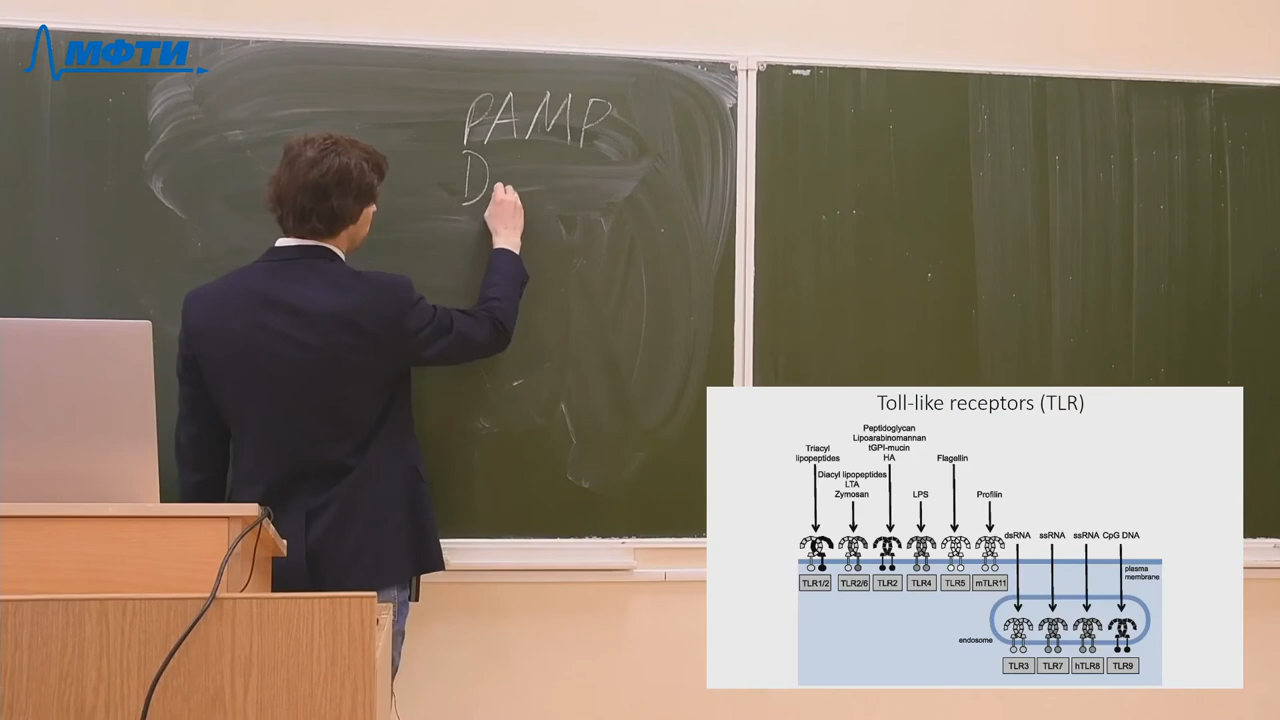 МФТИ
PAMP
D
Toll-like receptors (TLR)
Triacyl
lipopeptides
Diacyl lipopeptides
LTA
Zymosan
Peptidoglycan
Lipoarabinomannan
tGPI-mucin
HA
LPS
Flagellin
Profilin
dsRNA
ssRNA
ssRNA
CpG DNA
plasma
membrane
TLR1/2
TLR2/6
TLR2
TLR4
TLR5
mTLR11
endosome
TLR3
TLR7
hTLR8
TLR9